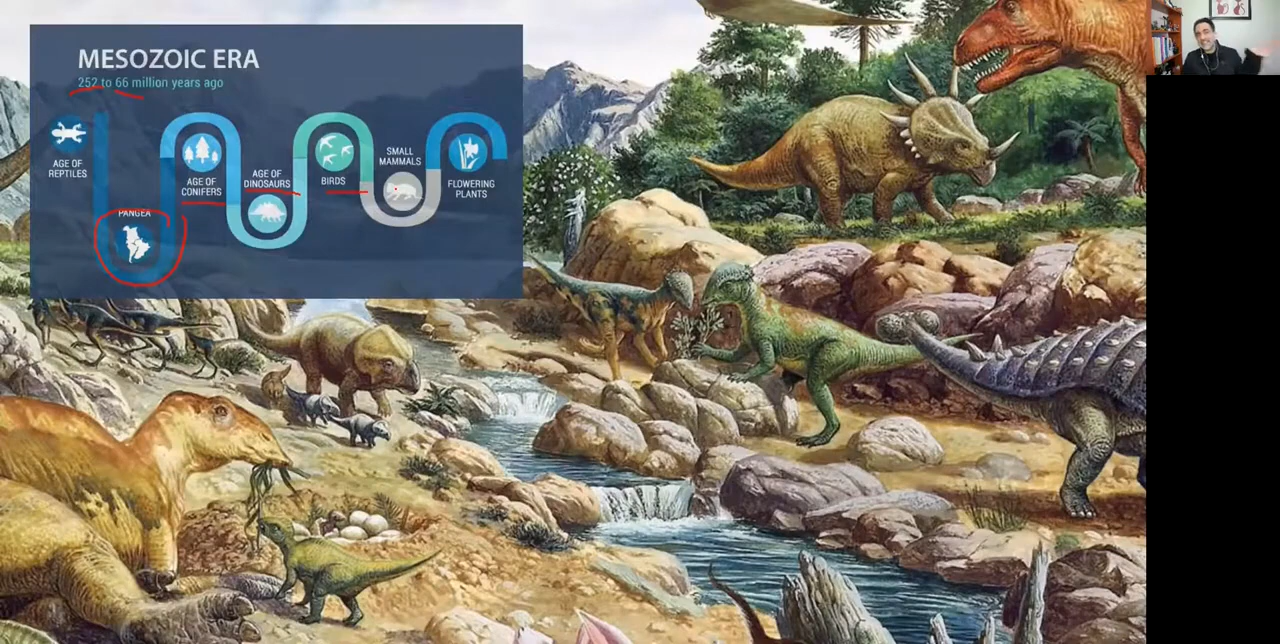 MESOZOIC ERA
252 to 66 million years ago
AGE OF
REPTILES
PANGEA
AGE OF
CONIFERS
AGE OF
DINOSAURS
BIRDS
SMALL
MAMMALS
FLOWERING
PLANTS